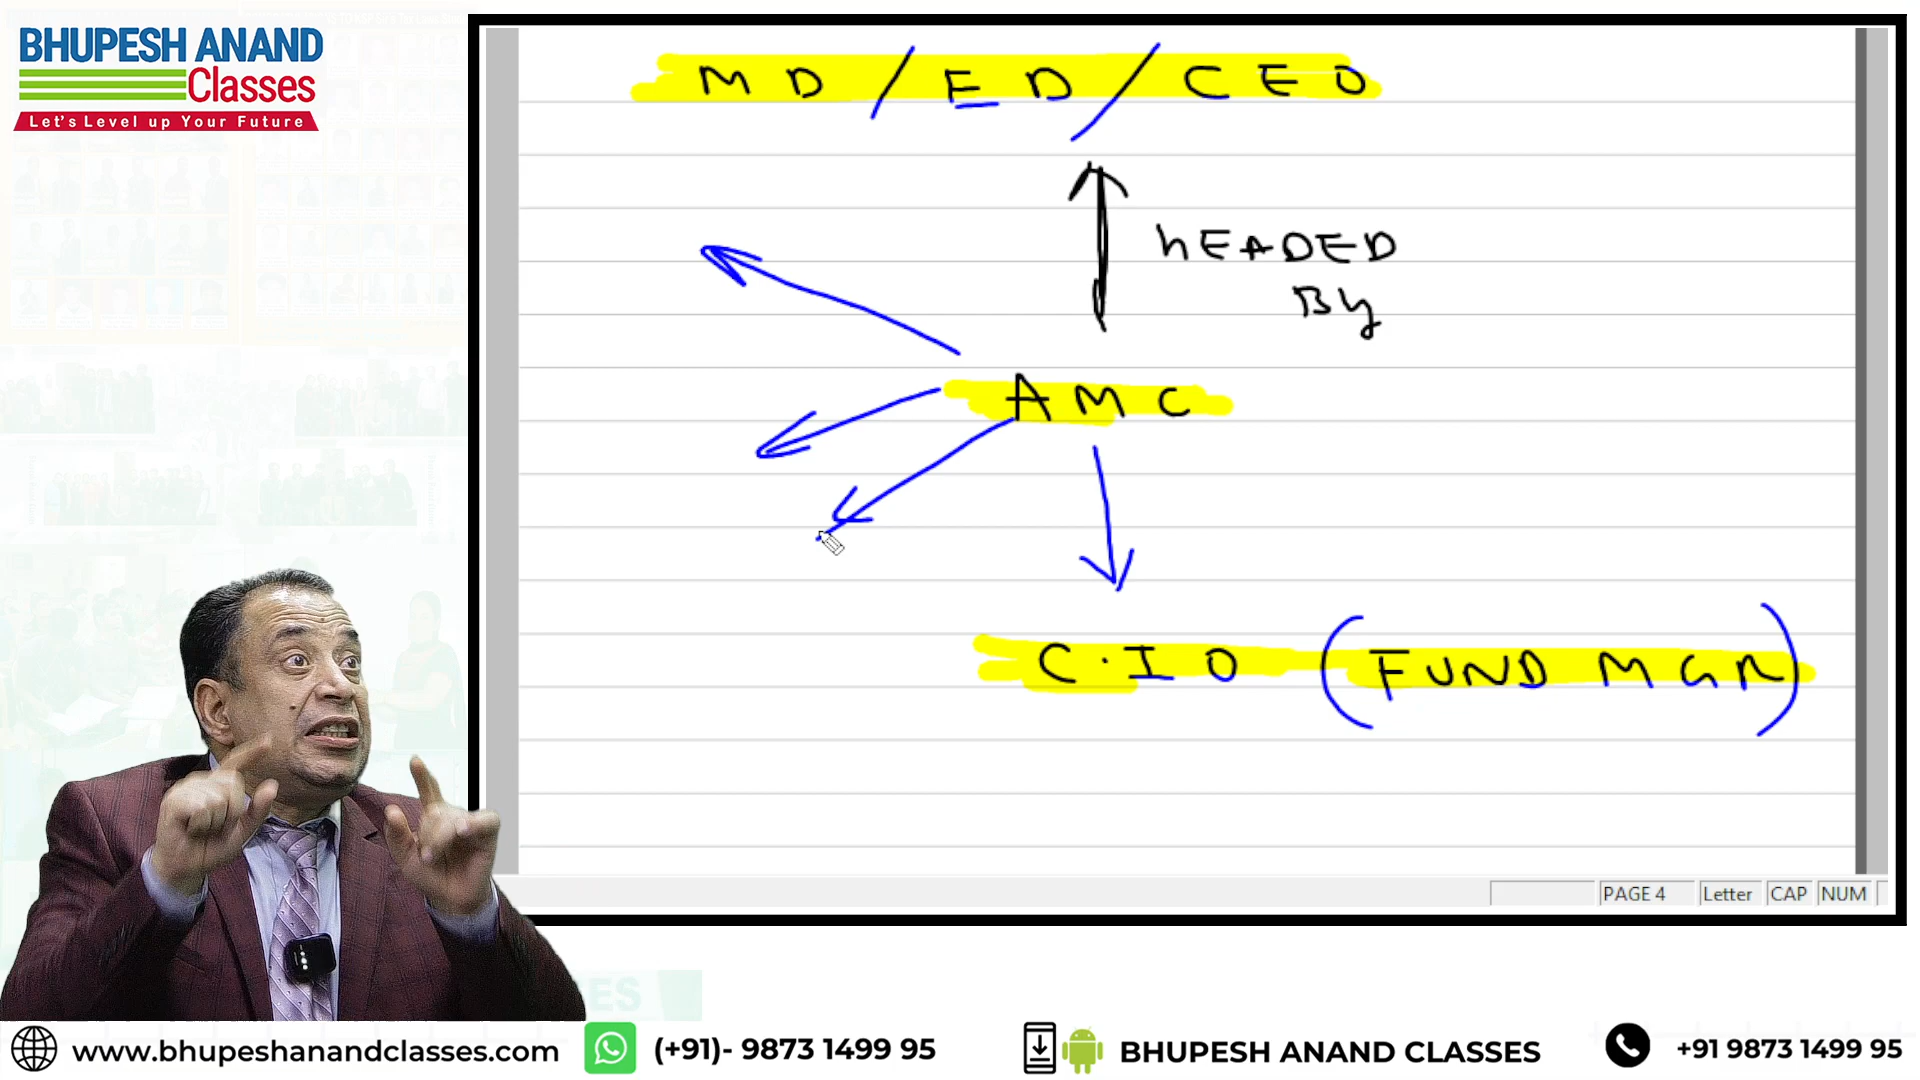 BHUPESH ANAND
Classes
Let's Level up Your Future
MD/ED/CEO
hEADED
By
AMC
C.IO (FUND MGR)
PAGE 4 Letter CAP NUM
www.bhupeshanandclasses.com (+91)- 9873 1499 95 BHUPESH ANAND CLASSES +91 9873 1499 95